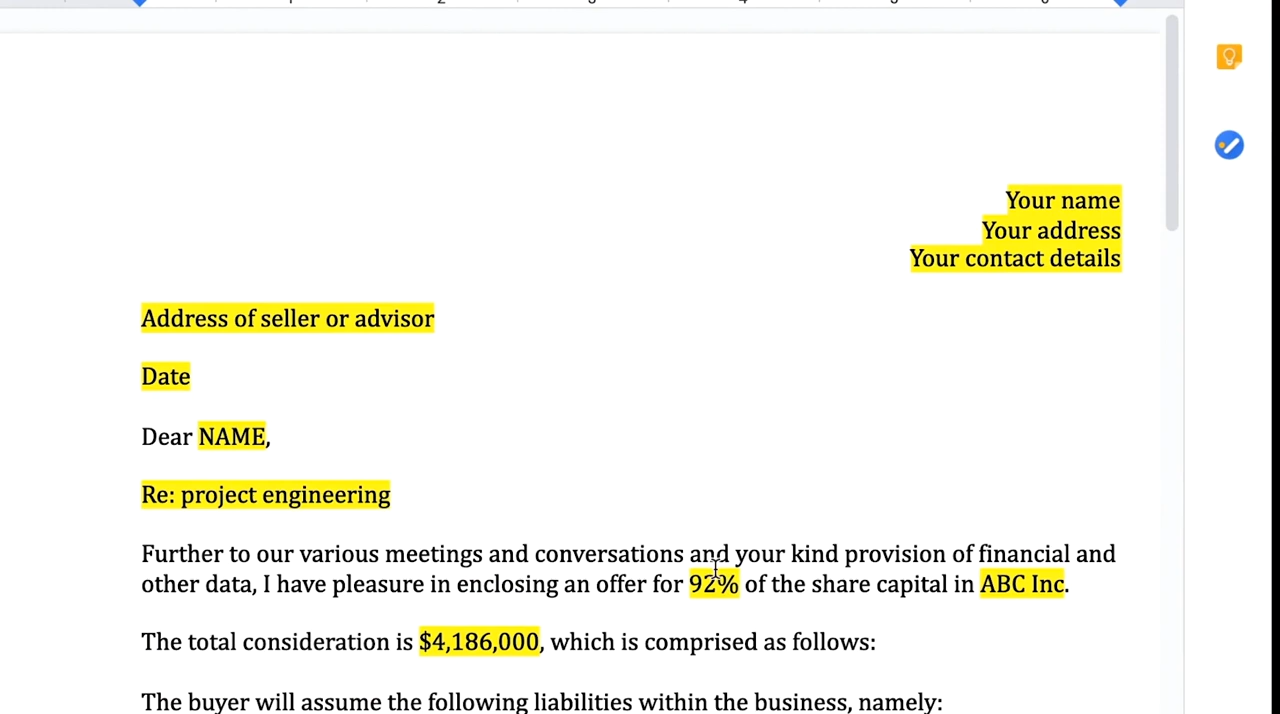 Your name
Your address
Your contact details
Address of seller or advisor
Date
Dear NAME,
Re: project engineering
Further to our various meetings and conversations and your kind provision of financial and
other data, I have pleasure in enclosing an offer for 92% of the share capital in ABC Inc.
The total consideration is $4,186,000, which is comprised as follows:
The buyer will assume the following liabilities within the business, namely: